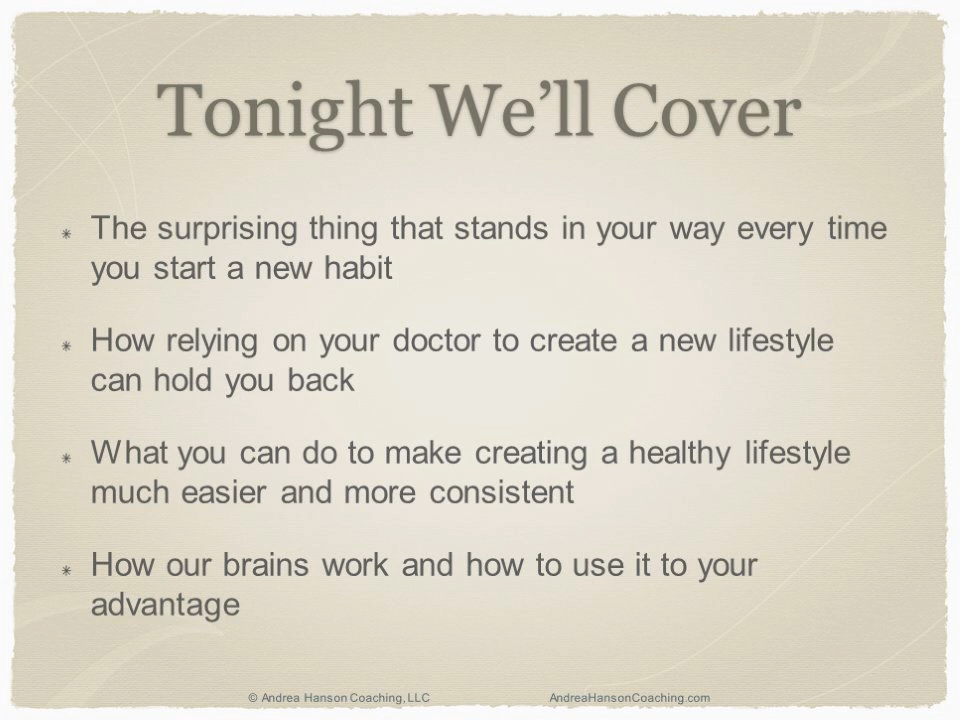 Tonight We’ll Cover
The surprising thing that stands in your way every time
you start a new habit
How relying on your doctor to create a new lifestyle
can hold you back
What you can do to make creating a healthy lifestyle
much easier and more consistent
How our brains work and how to use it to your
advantage
© Andrea Hanson Coaching, LLC AndreaHansonCoaching.com